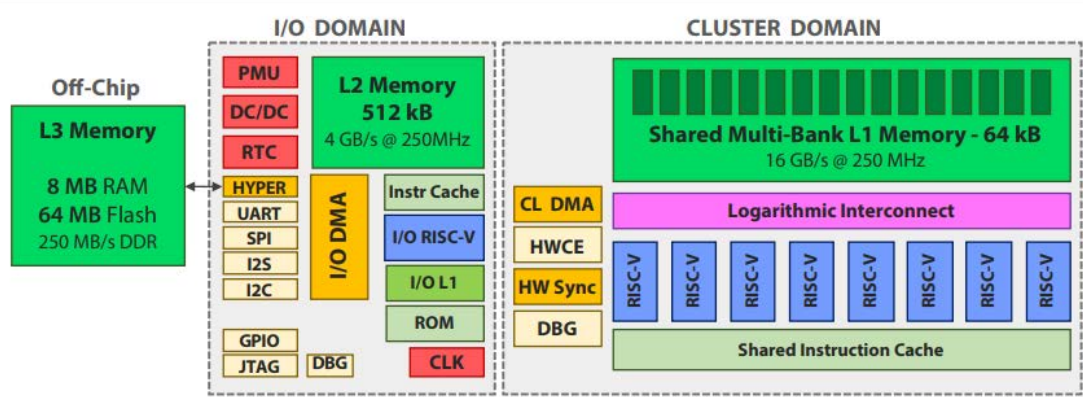 I/O DOMAIN
CLUSTER DOMAIN
Off-Chip
L3 Memory
8 MB RAM
64 MB Flash
250 MB/s DDR
PMU
DC/DC
RTC
HYPER
UART
SPI
I2S
I2C
GPIO
JTAG
DBG
L2 Memory
512 kB
4 GB/s @ 250MHz
I/O DMA
Instr Cache
I/O RISC-V
I/O L1
ROM
CLK
CL DMA
HWCE
HW Sync
DBG
Shared Multi-Bank L1 Memory - 64 kB
16 GB/s @ 250 MHz
Logarithmic Interconnect
RISC-V
RISC-V
RISC-V
RISC-V
RISC-V
RISC-V
RISC-V
RISC-V
Shared Instruction Cache